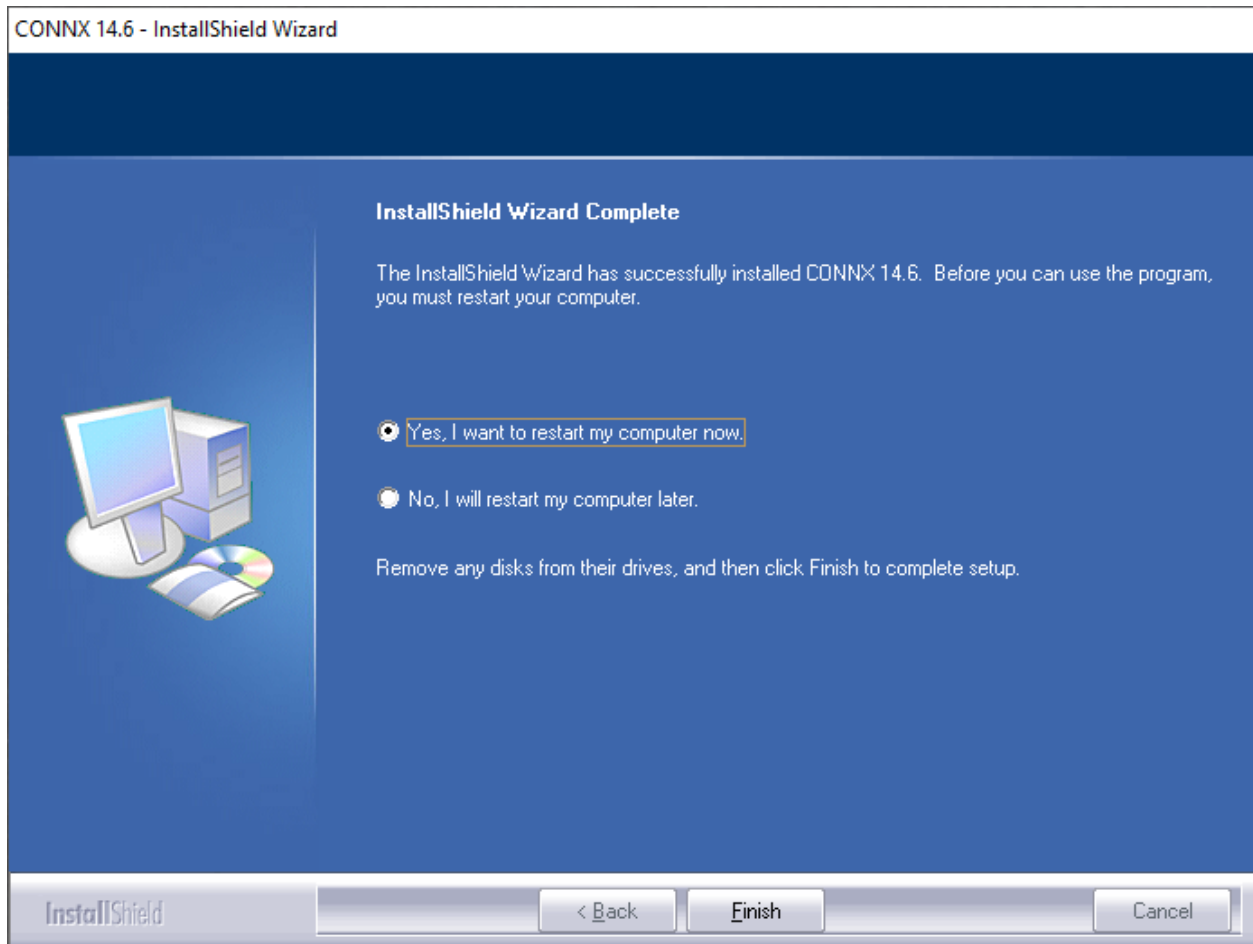 CONNX 14.6 - InstallShield Wizard
InstallShield Wizard Complete
The InstallShield Wizard has successfully installed CONNX 14.6.  Before you can use the program,
you must restart your computer.
Yes, I want to restart my computer now.
No, I will restart my computer later.
Remove any disks from their drives, and then click Finish to complete setup.
InstallShield
< Back
Finish
Cancel